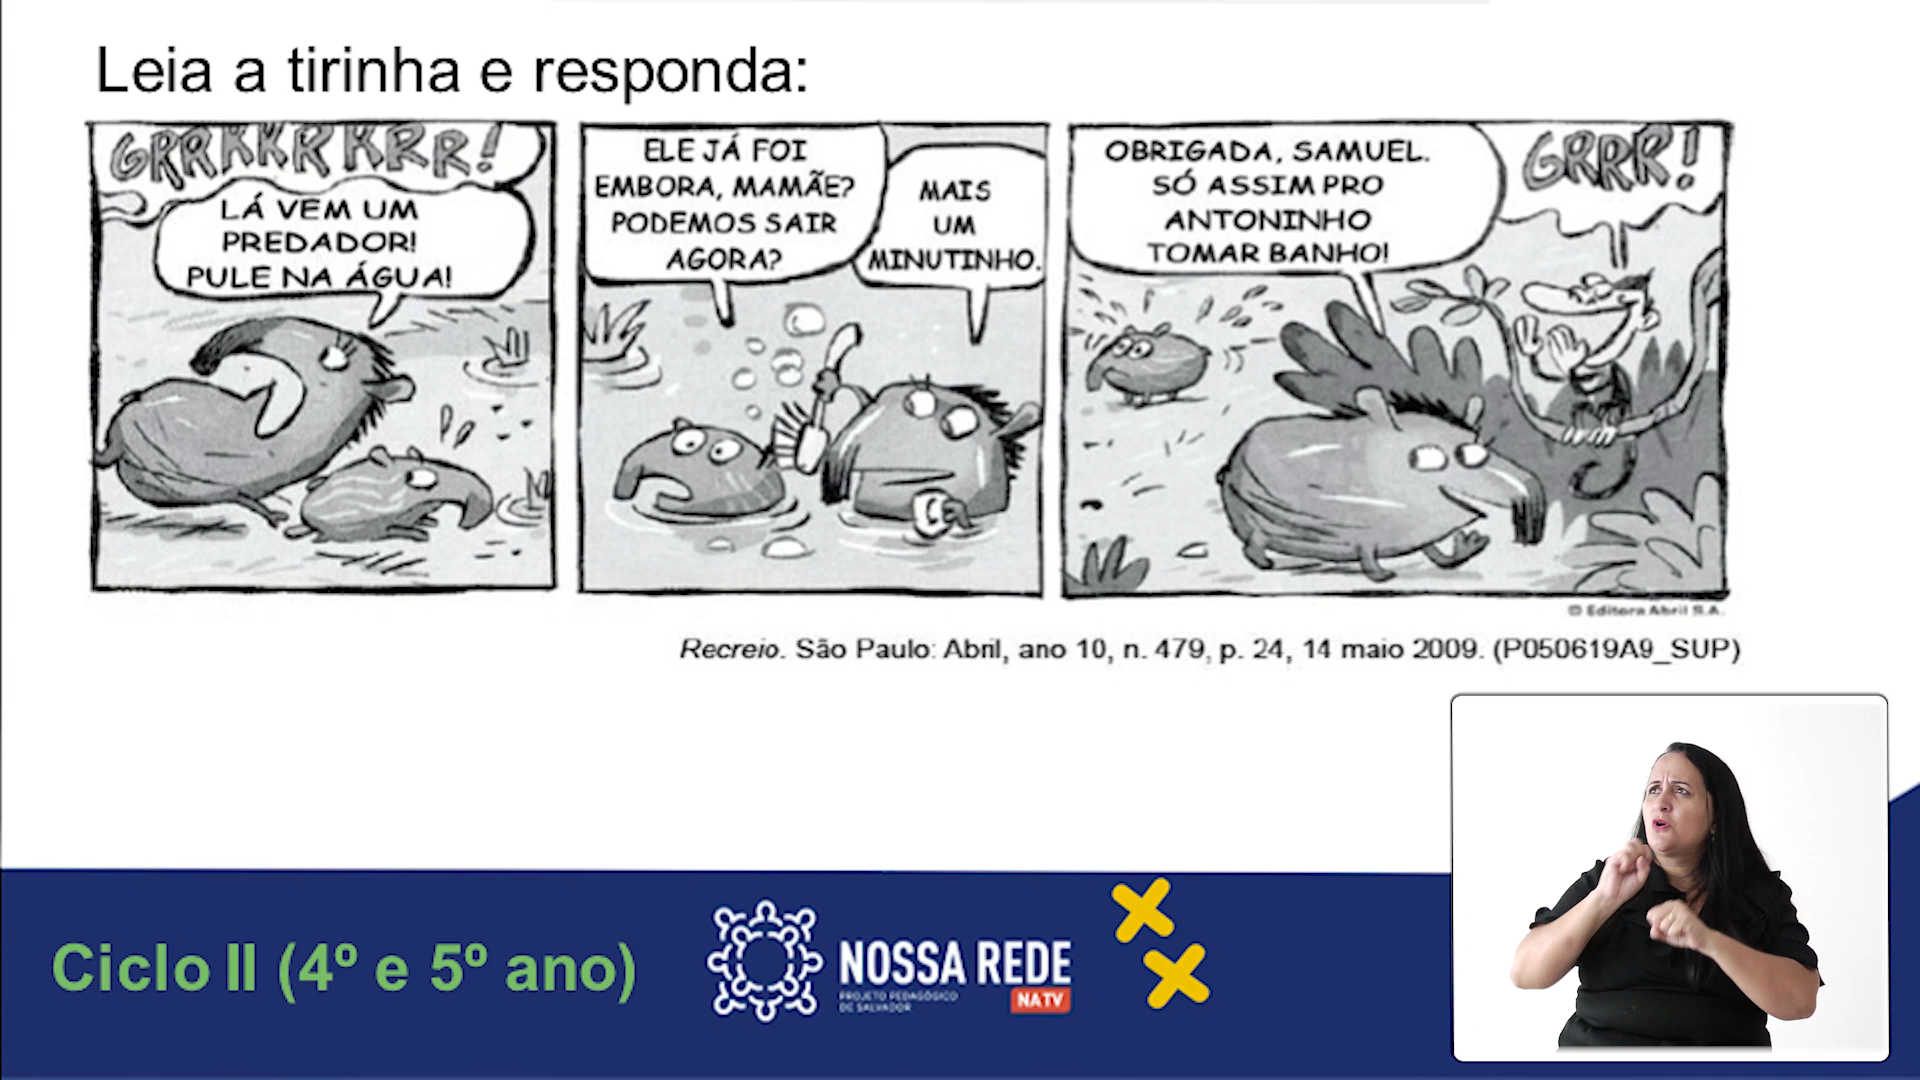 Leia a tirinha e responda:
GRRKKRKRR!
LÁ VEM UM
PREDADOR!
PULE NA ÁGUA!
ELE JÁ FOI
EMBORA, MAMÃE?
PODEMOS SAIR
AGORA?
MAIS
UM
MINUTINHO.
OBRIGADA, SAMUEL.
SÓ ASSIM PRO
ANTONINHO
TOMAR BANHO!
GRRR!
© Editora Abril S.A.
Recreio. São Paulo: Abril, ano 10, n. 479, p. 24, 14 maio 2009. (P050619A9_SUP)
Ciclo II (4º e 5º ano)
NOSSA REDE
PROJETO PEDAGÓGICO
DE SALVADOR
NA TV